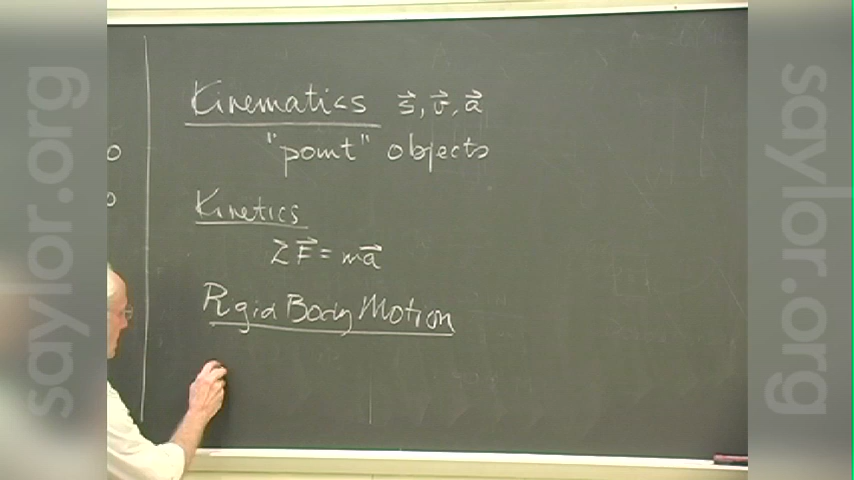 Kinematics s⃗, v⃗, a⃗
"point" objects
Kinetics
ΣF⃗ = ma⃗
Rigid Body Motion
saylor.org
saylor.org